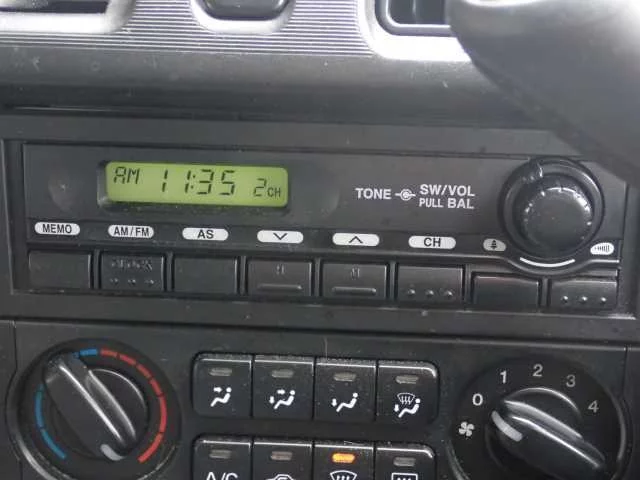 AM 11:35 2CH
TONE SW/VOL
PULL BAL
MEMO AM/FM AS CH
CLOCK H M
0 1 2 3 4
A/C